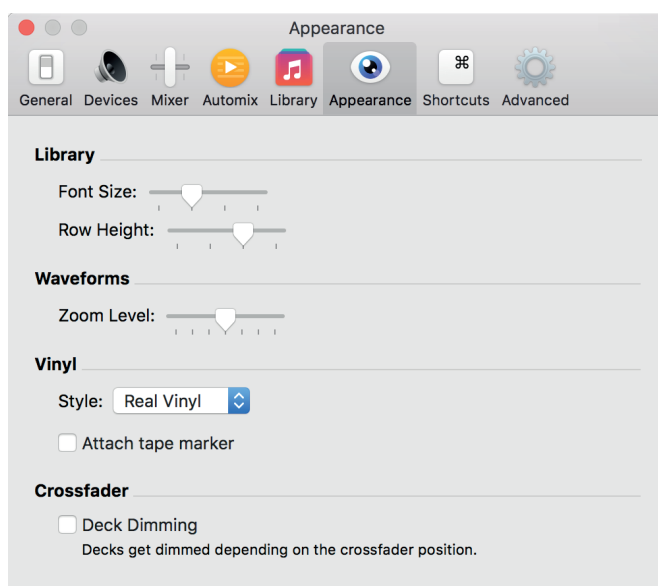 Appearance
General Devices Mixer Automix Library Appearance Shortcuts Advanced
Library
Font Size:
Row Height:
Waveforms
Zoom Level:
Vinyl
Style: Real Vinyl
Attach tape marker
Crossfader
Deck Dimming
Decks get dimmed depending on the crossfader position.